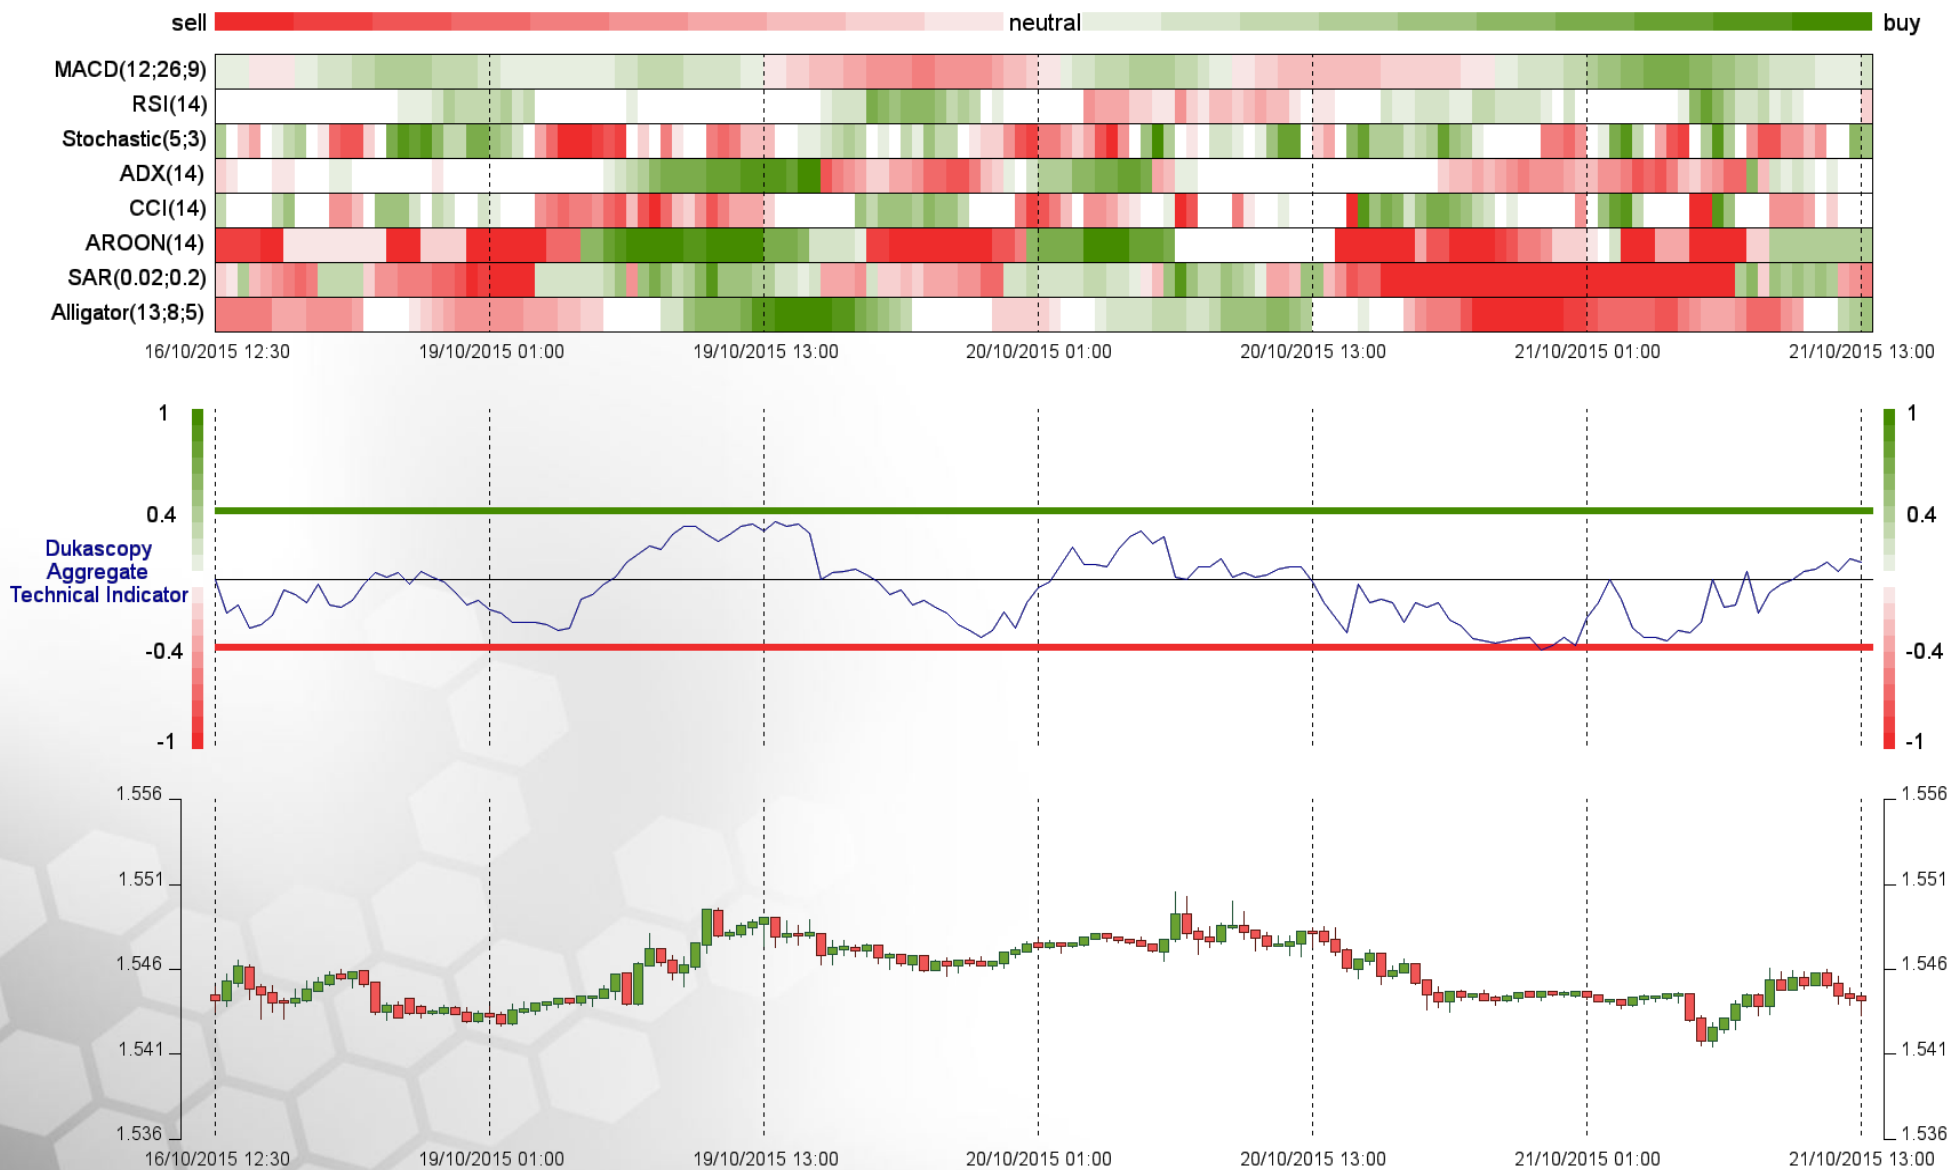 sell neutral buy
MACD(12;26;9)
RSI(14)
Stochastic(5;3)
ADX(14)
CCI(14)
AROON(14)
SAR(0.02;0.2)
Alligator(13;8;5)
16/10/2015 12:30 19/10/2015 01:00 19/10/2015 13:00 20/10/2015 01:00 20/10/2015 13:00 21/10/2015 01:00 21/10/2015 13:00
1 1
0.4 0.4
Dukascopy
Aggregate
Technical Indicator
-0.4 -0.4
-1 -1
1.556 1.556
1.551 1.551
1.546 1.546
1.541 1.541
1.536 1.536
16/10/2015 12:30 19/10/2015 01:00 19/10/2015 13:00 20/10/2015 01:00 20/10/2015 13:00 21/10/2015 01:00 21/10/2015 13:00